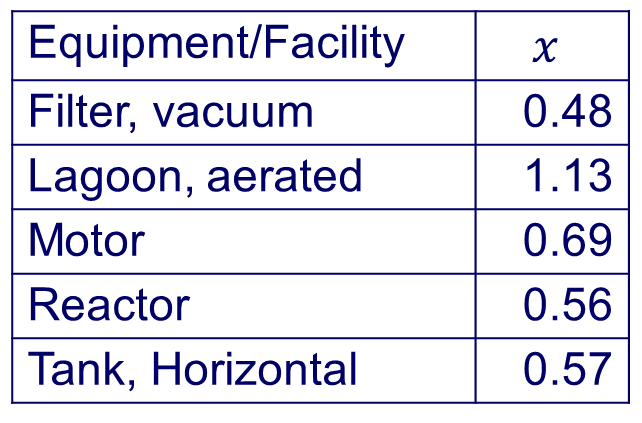 Equipment/Facility x
Filter, vacuum 0.48
Lagoon, aerated 1.13
Motor 0.69
Reactor 0.56
Tank, Horizontal 0.57